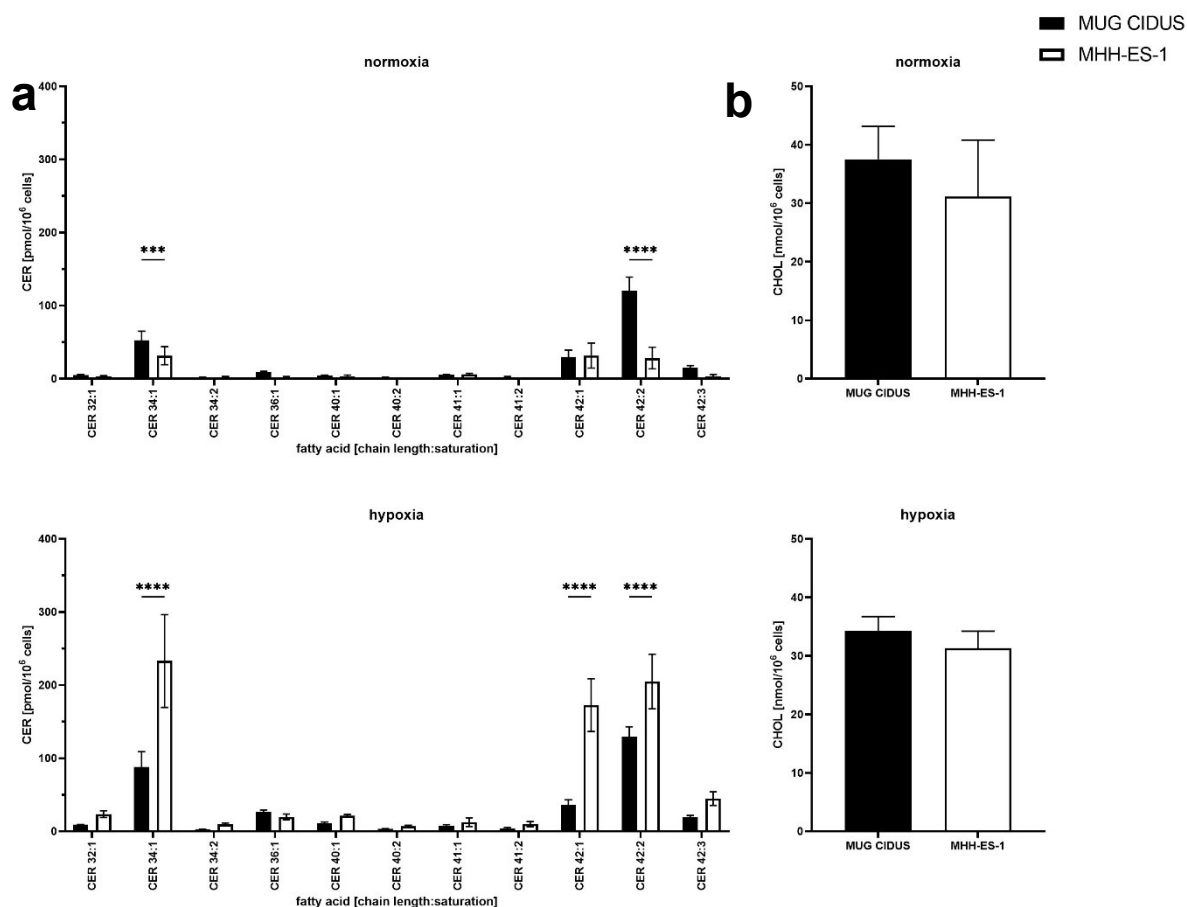 MUG CIDUS
MHH-ES-1
a
normoxia
CER [pmol/10⁶ cells]
400
300
200
100
0
***
****
CER 32:1
CER 34:1
CER 34:2
CER 36:1
CER 40:1
CER 40:2
CER 41:1
CER 41:2
CER 42:1
CER 42:2
CER 42:3
fatty acid [chain length:saturation]
b
normoxia
CHOL [nmol/10⁶ cells]
50
40
30
20
10
0
MUG CIDUS
MHH-ES-1
hypoxia
CER [pmol/10⁶ cells]
400
300
200
100
0
****
****
****
CER 32:1
CER 34:1
CER 34:2
CER 36:1
CER 40:1
CER 40:2
CER 41:1
CER 41:2
CER 42:1
CER 42:2
CER 42:3
fatty acid [chain length:saturation]
hypoxia
CHOL [nmol/10⁶ cells]
50
40
30
20
10
0
MUG CIDUS
MHH-ES-1